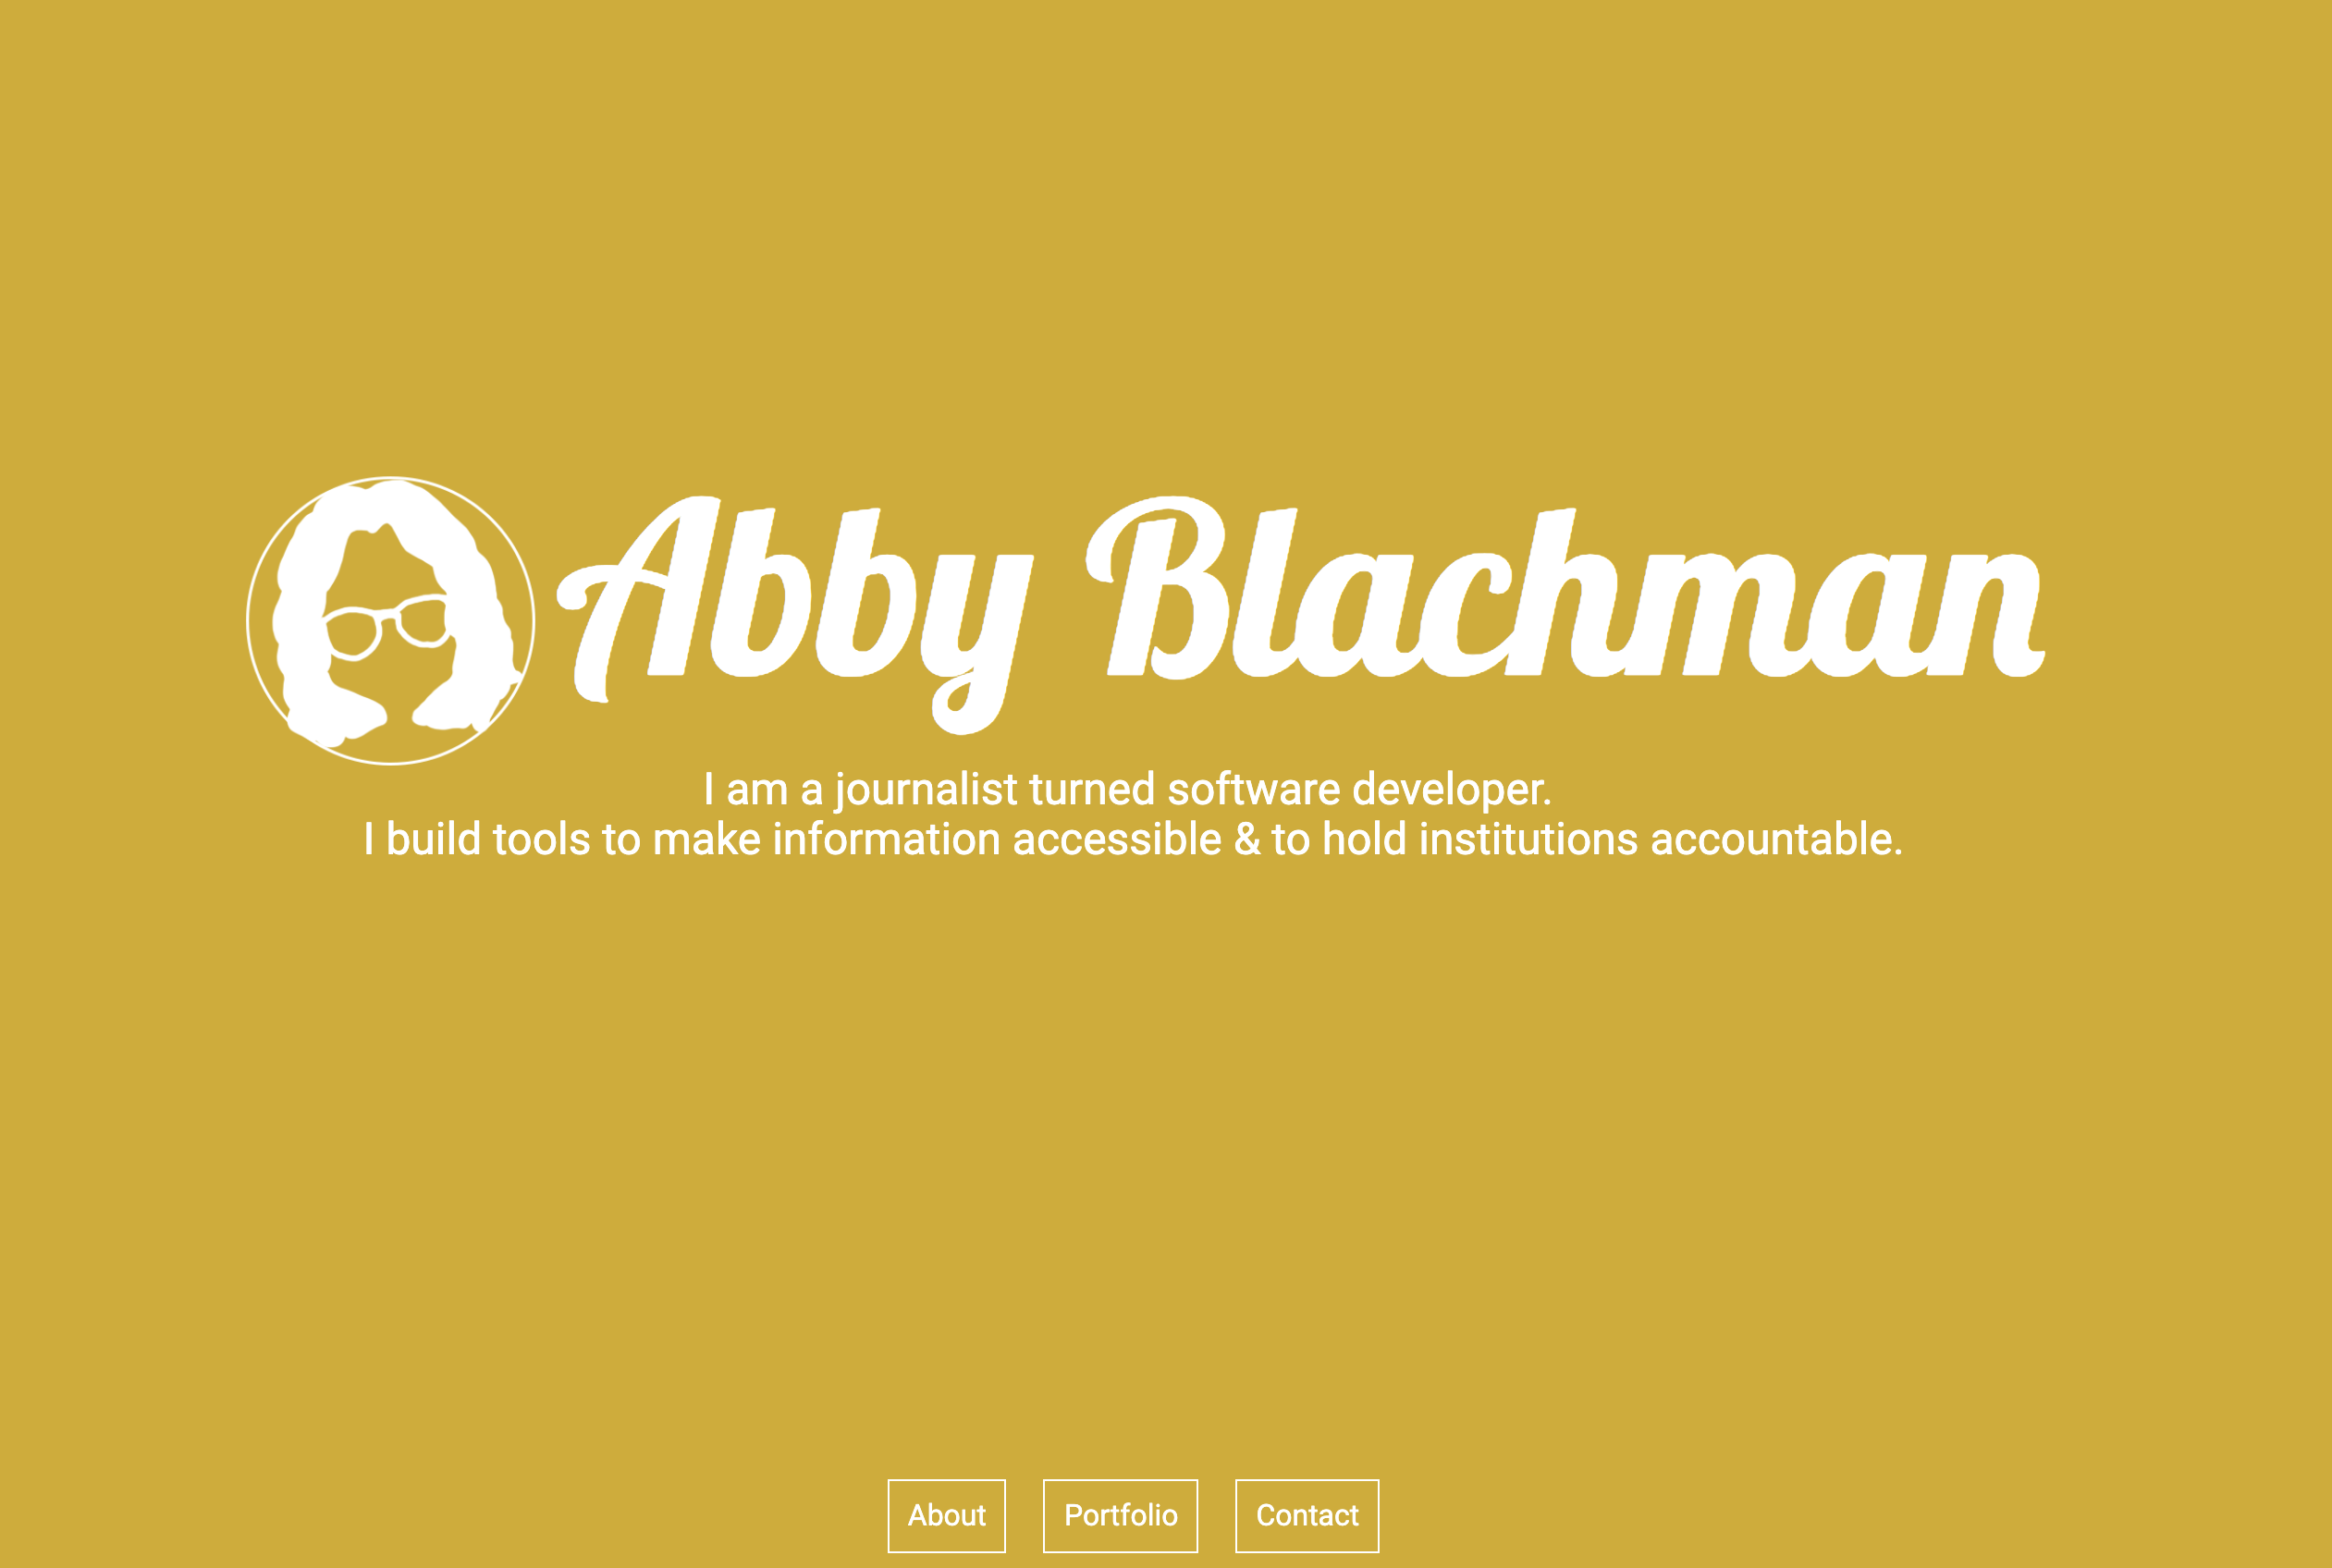 Abby Blachman
I am a journalist turned software developer.
I build tools to make information accessible & to hold institutions accountable.
About
Portfolio
Contact